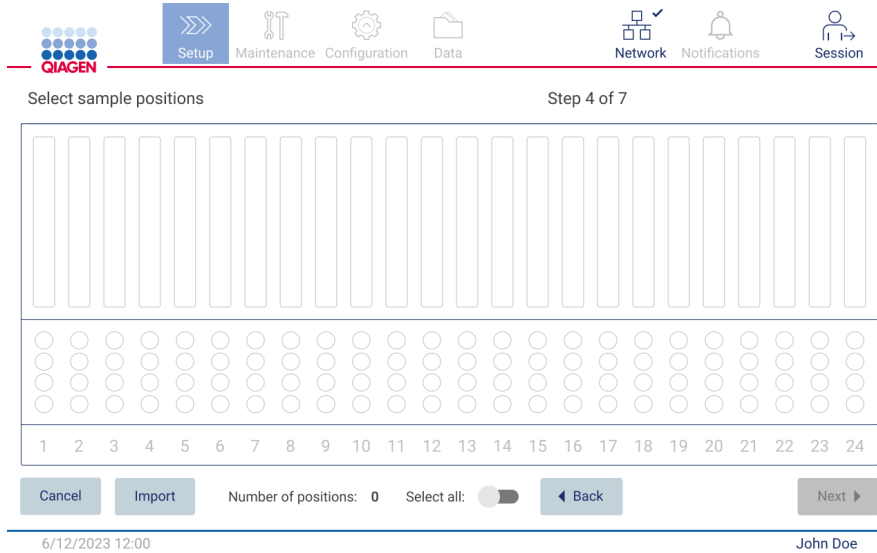 QIAGEN
Setup Maintenance Configuration Data Network Notifications Session
Select sample positions Step 4 of 7
1 2 3 4 5 6 7 8 9 10 11 12 13 14 15 16 17 18 19 20 21 22 23 24
Cancel Import Number of positions: 0 Select all: Back Next
6/12/2023 12:00 John Doe